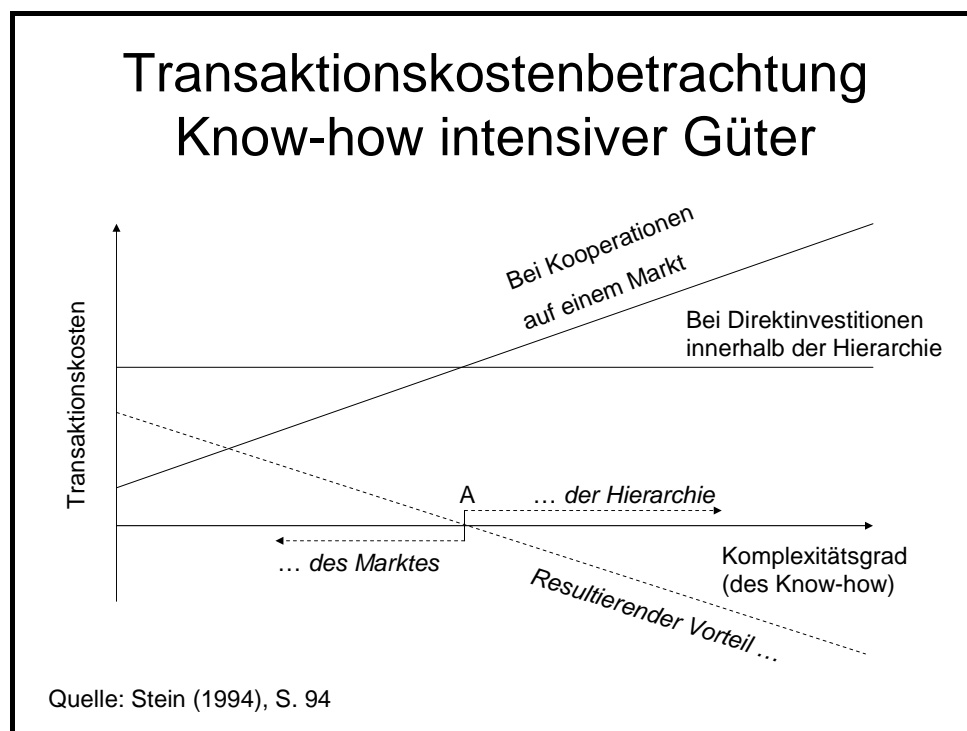 Transaktionskostenbetrachtung
Know-how intensiver Güter
Bei Kooperationen
auf einem Markt
Bei Direktinvestitionen
innerhalb der Hierarchie
Transaktionskosten
A
… der Hierarchie
… des Marktes
Komplexitätsgrad
(des Know-how)
Resultierender Vorteil …
Quelle: Stein (1994), S. 94